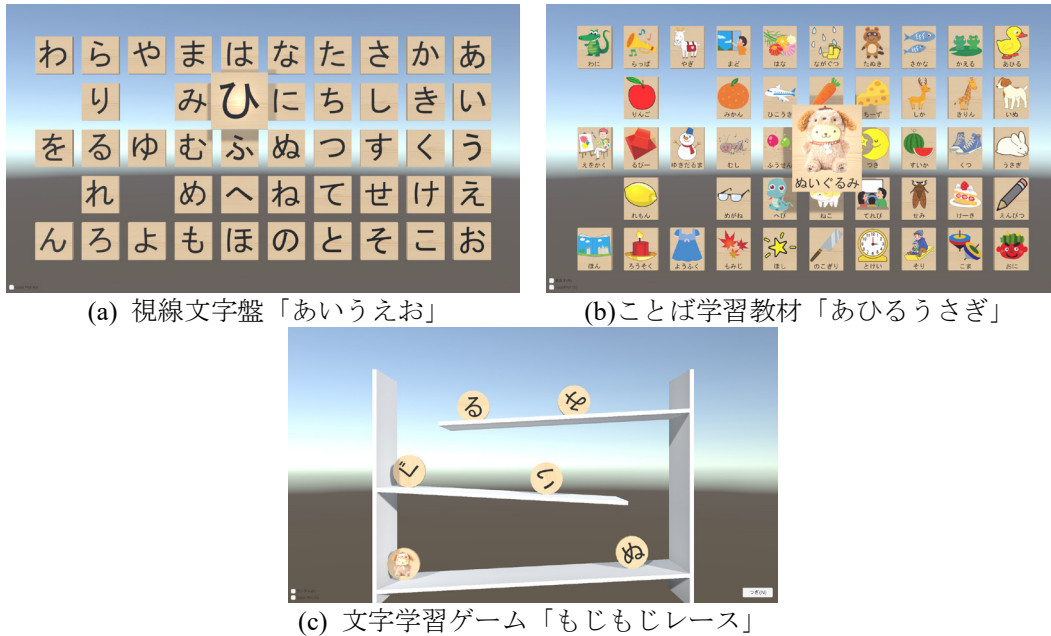 わ ら や ま は な た さ か あ
り み ひ に ち し き い
を る ゆ む ふ ぬ つ す く う
れ め へ ね て せ け え
ん ろ よ も ほ の と そ こ お
(a) 視線文字盤「あいうえお」
わに らっぱ やぎ まど はな ながぐつ たぬき さかな かえる あひる
りんご みかん ひこうき ちーず しか きりん いぬ
えをかく るびー ゆきだるま むし ふうせん つき すいか くつ うさぎ
ぬいぐるみ
れもん めがね へび ねこ てれび せみ けーき えんぴつ
ほん ろうそく ようふく もみじ ほし のこぎり とけい そり こま おに
(b)ことば学習教材「あひるうさぎ」
る み
ぐ い
ぬ
つぎ(N)
(c) 文字学習ゲーム「もじもじレース」